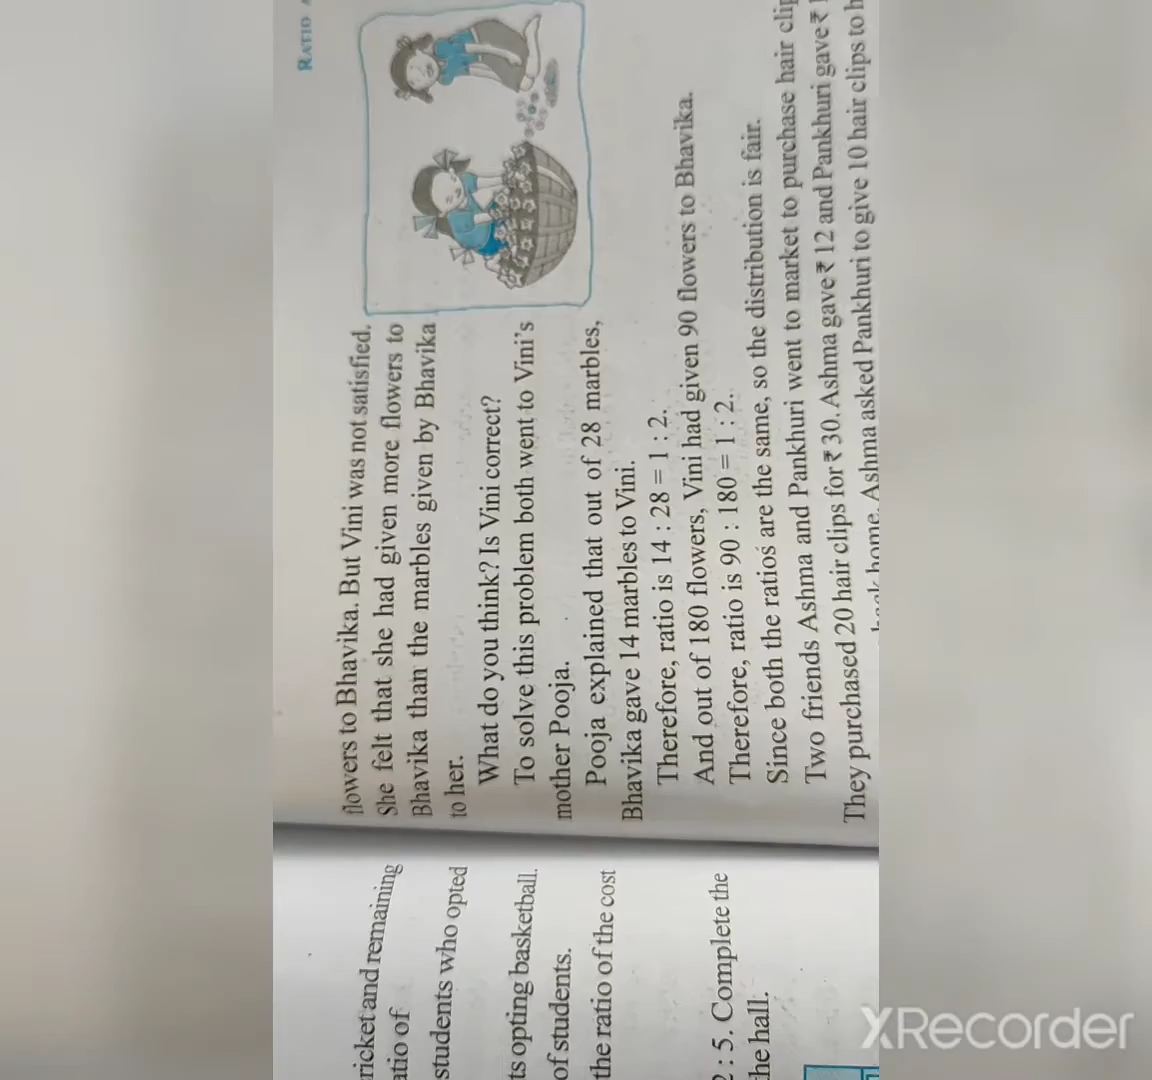 RATIO
flowers to Bhavika. But Vini was not satisfied.
She felt that she had given more flowers to
Bhavika than the marbles given by Bhavika
to her.
What do you think? Is Vini correct?
To solve this problem both went to Vini's
mother Pooja.
Pooja explained that out of 28 marbles,
Bhavika gave 14 marbles to Vini.
Therefore, ratio is 14 : 28 = 1 : 2.
And out of 180 flowers, Vini had given 90 flowers to Bhavika.
Therefore, ratio is 90 : 180 = 1 : 2.
Since both the ratios are the same, so the distribution is fair.
Two friends Ashma and Pankhuri went to market to purchase hair
They purchased 20 hair clips for ₹ 30. Ashma gave ₹ 12 and Pankhuri gave ₹
home. Ashma asked Pankhuri to give 10 hair clips to
and remaining
of
students who opted
opting basketball.
of students.
the ratio of the cost
: 5. Complete the
hall.
XRecorder